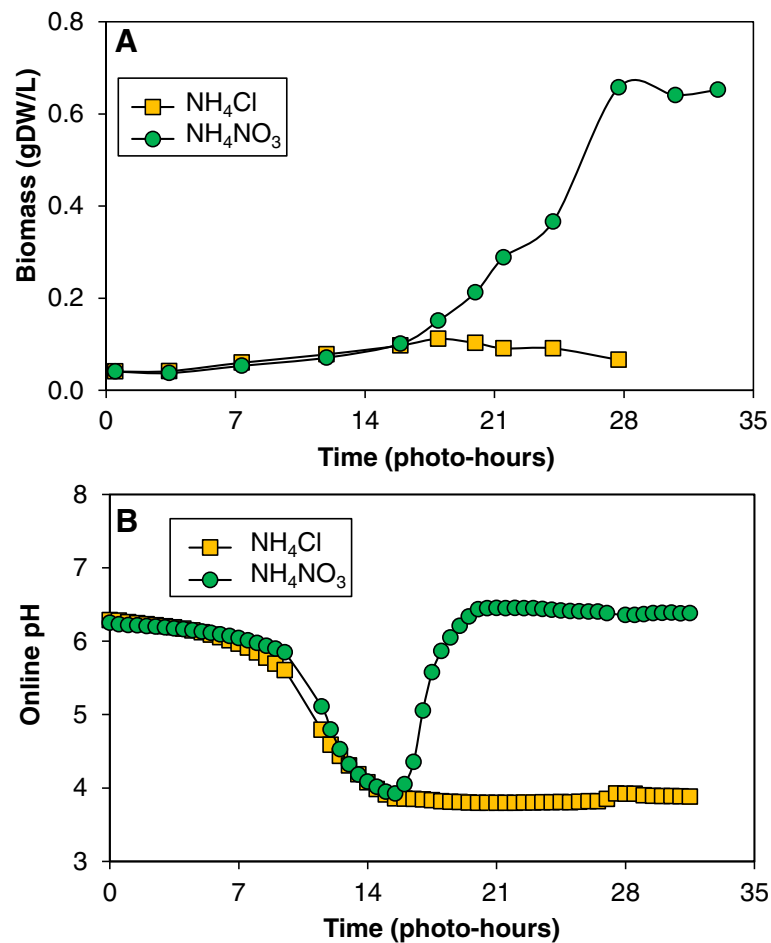 A
0.8
0.6
0.4
0.2
0.0
Biomass (gDW/L)
NH₄Cl
NH₄NO₃
0 7 14 21 28 35
Time (photo-hours)
B
8
7
6
5
4
3
Online pH
NH₄Cl
NH₄NO₃
0 7 14 21 28 35
Time (photo-hours)